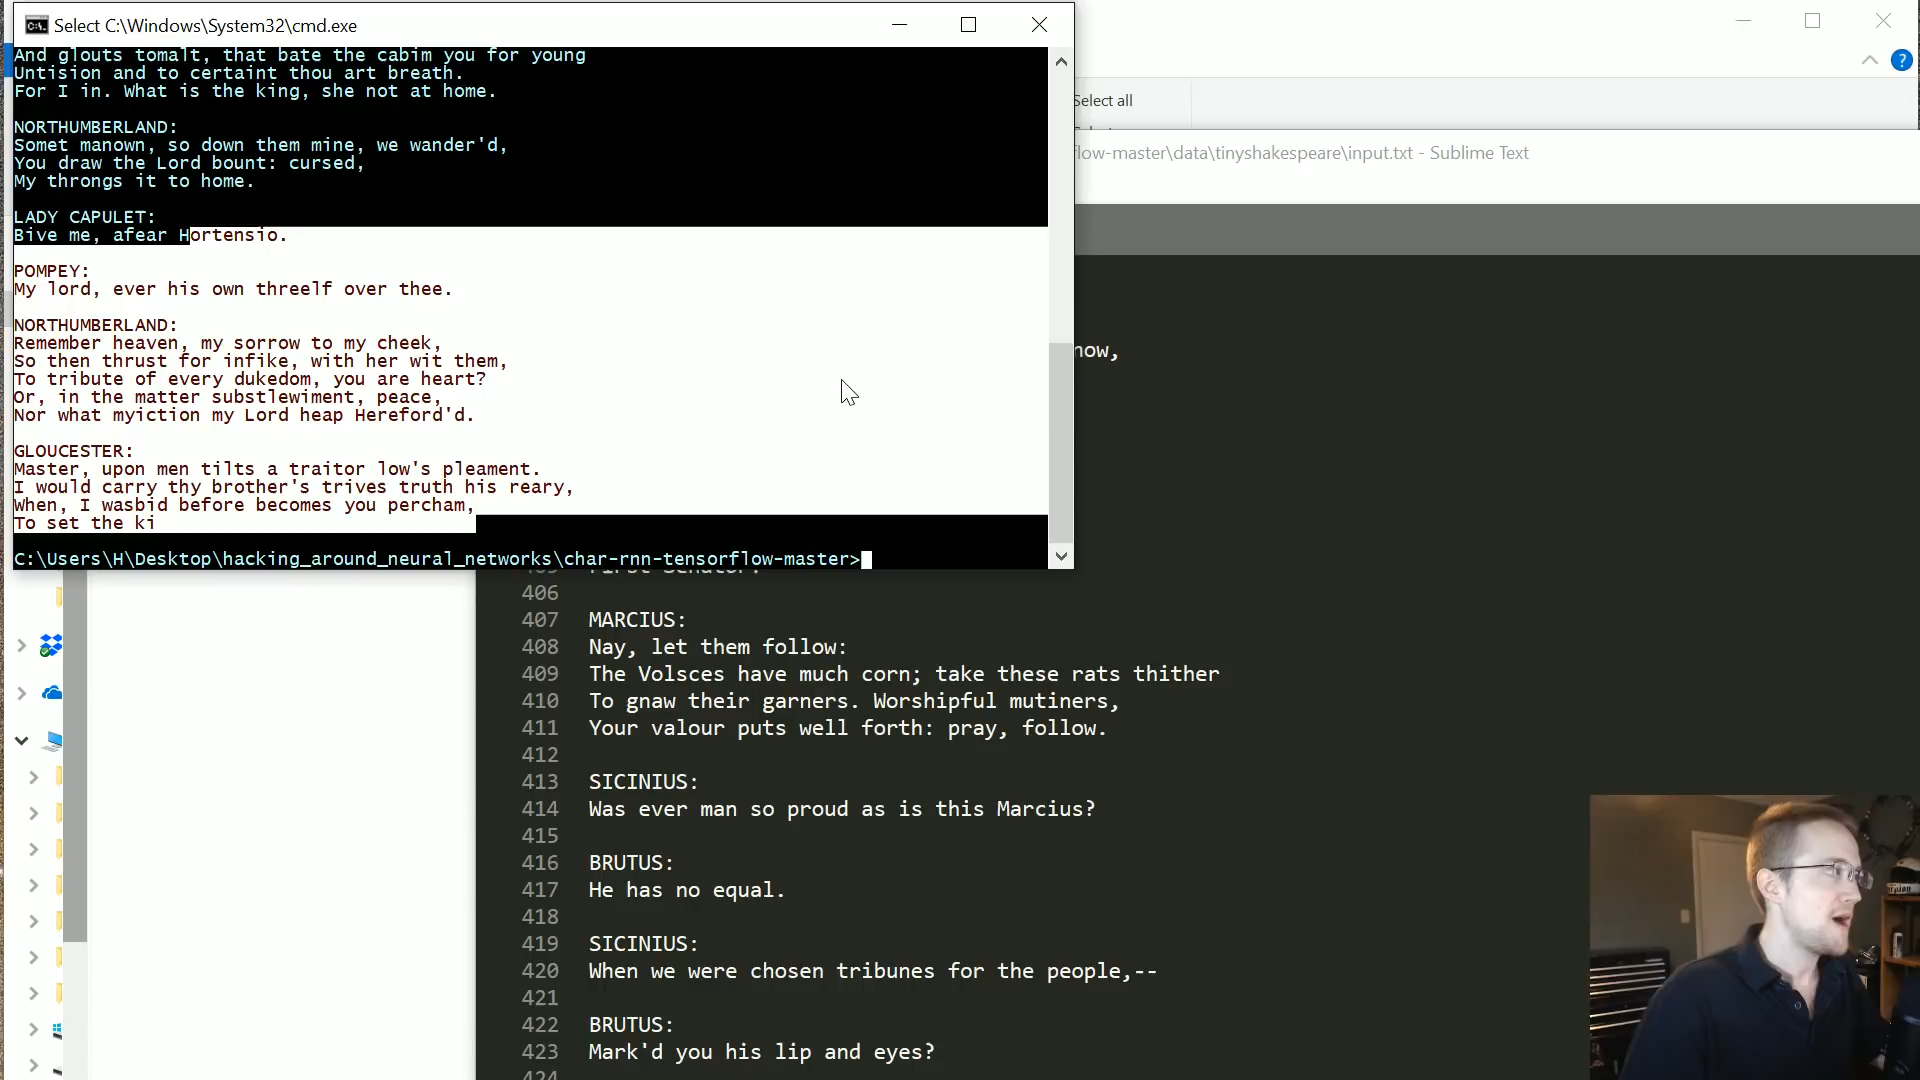 Select C:\Windows\System32\cmd.exe
And glouts tomalt, that bate the cabim you for young
Untision and to certaint thou art breath.
For I in. What is the king, she not at home.
NORTHUMBERLAND:
Somet manown, so down them mine, we wander'd,
You draw the Lord bount: cursed,
My throngs it to home.
LADY CAPULET:
Bive me, afear Hortensio.
POMPEY:
My lord, ever his own threelf over thee.
NORTHUMBERLAND:
Remember heaven, my sorrow to my cheek,
So then thrust for infike, with her wit them,
To tribute of every dukedom, you are heart?
Or, in the matter substlewiment, peace,
Nor what myiction my Lord heap Hereford'd.
GLOUCESTER:
Master, upon men tilts a traitor low's pleament.
I would carry thy brother's trives truth his reary,
When, I wasbid before becomes you percham,
To set the ki
C:\Users\H\Desktop\hacking_around_neural_networks\char-rnn-tensorflow-master>
?
Select all
flow-master\data\tinyshakespeare\input.txt - Sublime Text
now,
406
407 MARCIUS:
408 Nay, let them follow:
409 The Volsces have much corn; take these rats thither
410 To gnaw their garners. Worshipful mutiners,
411 Your valour puts well forth: pray, follow.
412
413 SICINIUS:
414 Was ever man so proud as is this Marcius?
415
416 BRUTUS:
417 He has no equal.
418
419 SICINIUS:
420 When we were chosen tribunes for the people,--
421
422 BRUTUS:
423 Mark'd you his lip and eyes?
424